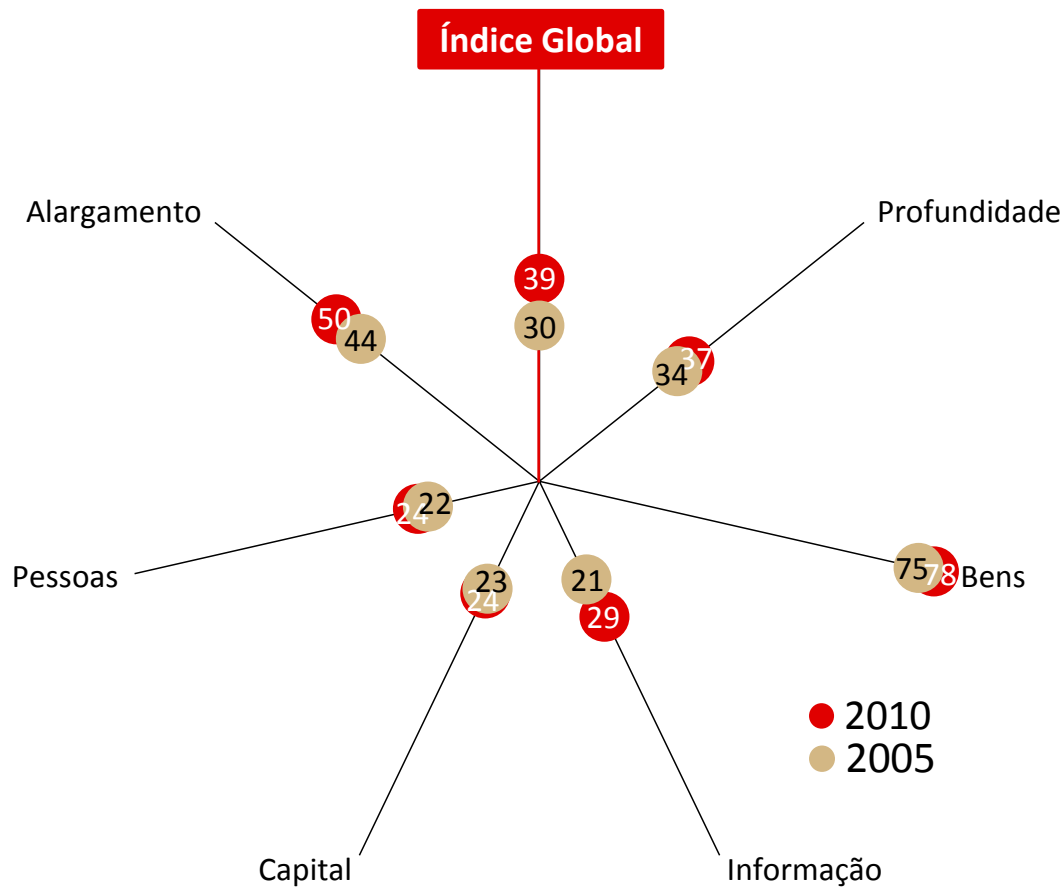 Índice Global
Alargamento
Profundidade
39
50
30
44
37
34
22
24
75
78
Bens
Pessoas
23
24
21
29
2010
2005
Capital
Informação